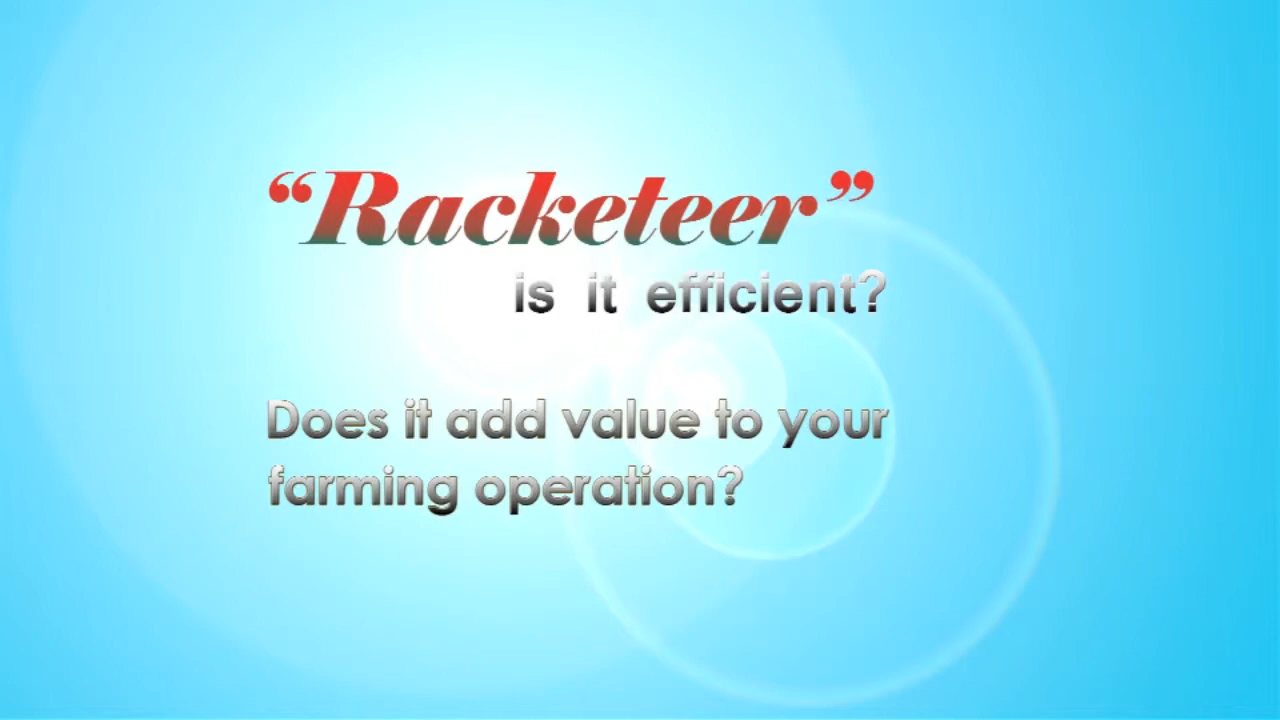 “Racketeer”
is it efficient?
Does it add value to your
farming operation?